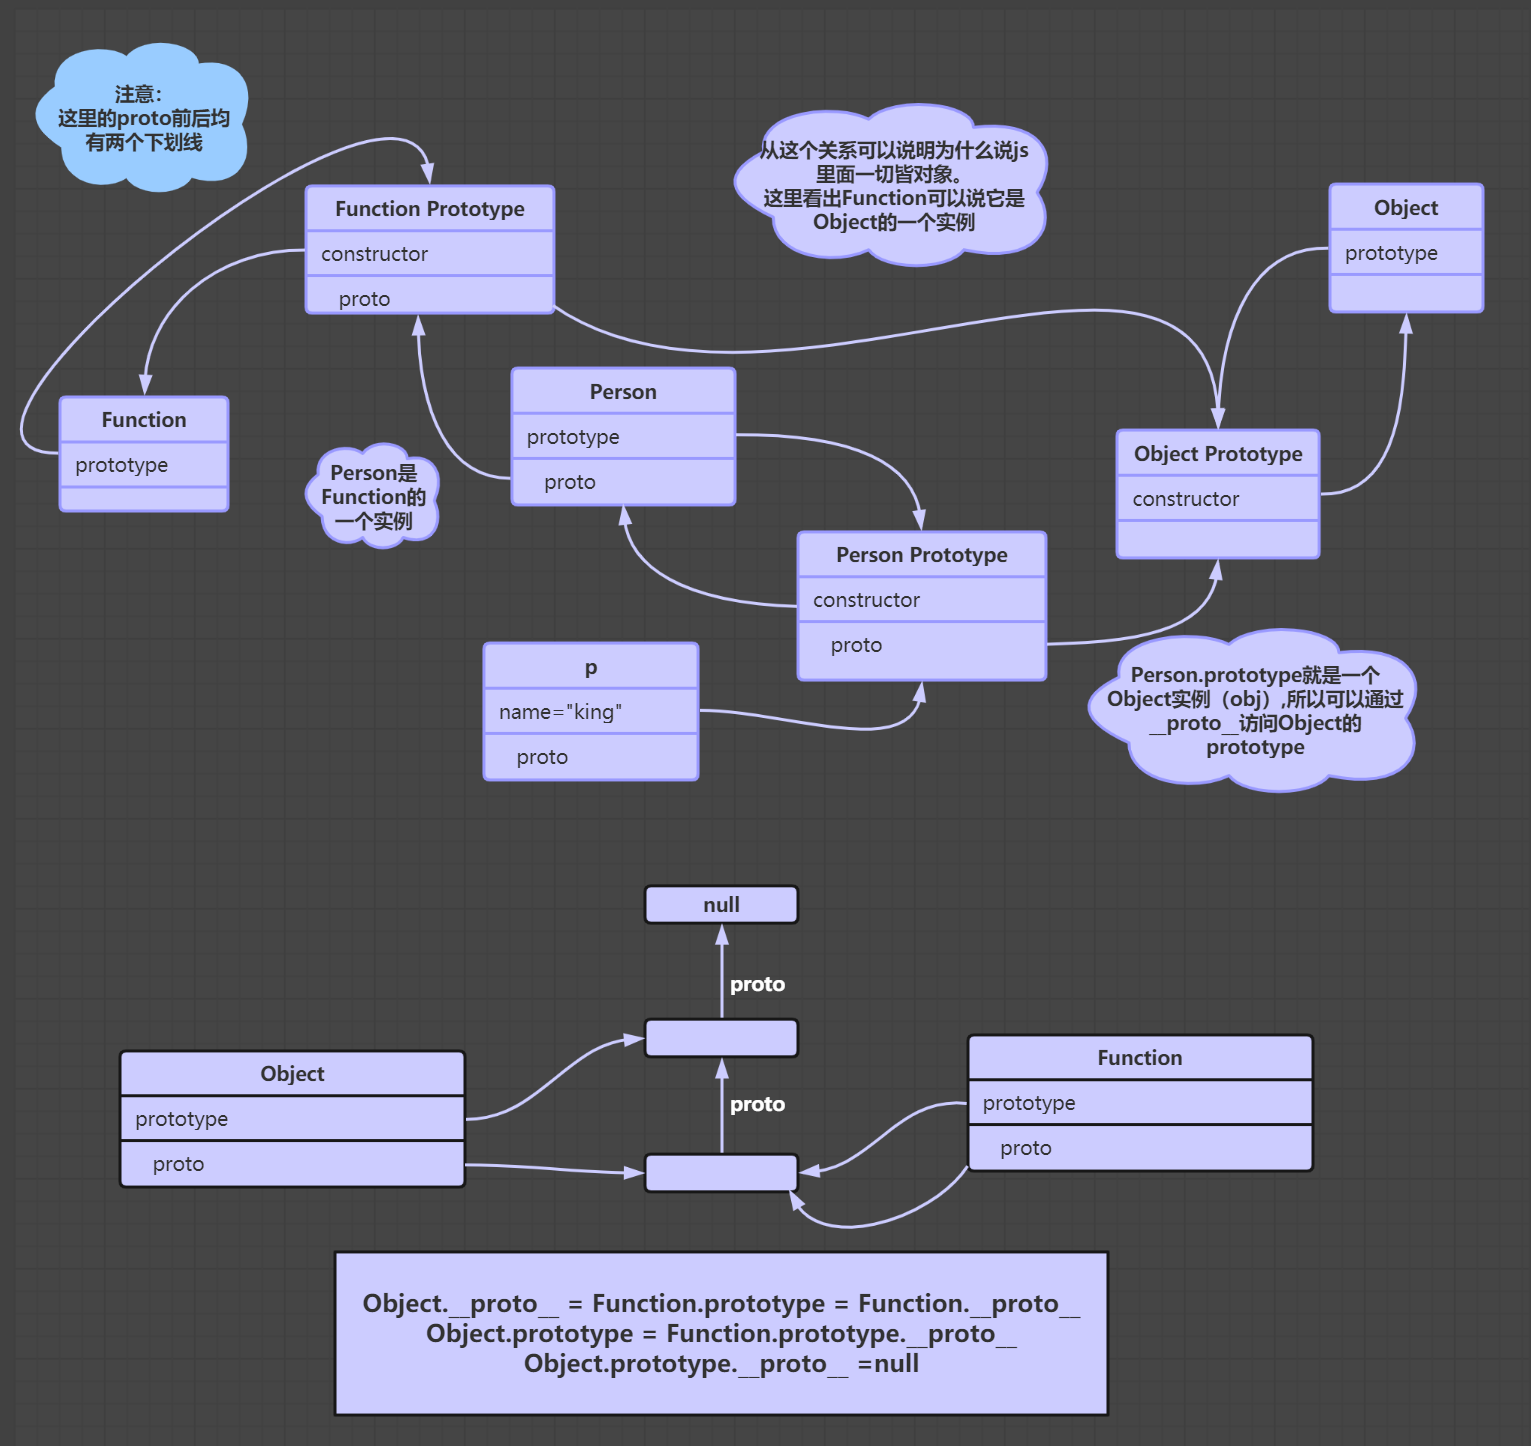 注意：
这里的proto前后均
有两个下划线
从这个关系可以说明为什么说js
里面一切皆对象。
这里看出Function可以说它是
Object的一个实例
Function Prototype
constructor
proto
Object
prototype
Person
prototype
proto
Function
prototype
Person是
Function的
一个实例
Object Prototype
constructor
Person Prototype
constructor
proto
p
name="king"
proto
Person.prototype就是一个
Object实例（obj）,所以可以通过
__proto__访问Object的
prototype
null
proto
proto
Object
prototype
proto
Function
prototype
proto
Object.__proto__ = Function.prototype = Function.__proto__
Object.prototype = Function.prototype.__proto__
Object.prototype.__proto__ =null